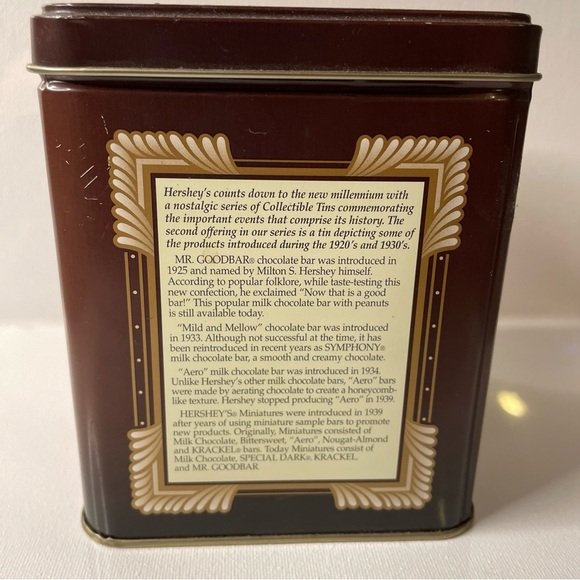 Hershey's counts down to the new millennium with
a nostalgic series of Collectible Tins commemorating
the important events that comprise its history. The
second offering in our series is a tin depicting some of
the products introduced during the 1920's and 1930's.
MR. GOODBAR® chocolate bar was introduced in
1925 and named by Milton S. Hershey himself.
According to popular folklore, while taste-testing this
new confection, he exclaimed "Now that is a good
bar!" This popular milk chocolate bar with peanuts
is still available today.
"Mild and Mellow" chocolate bar was introduced
in 1933. Although not successful at the time, it has
been reintroduced in recent years as SYMPHONY®
milk chocolate bar, a smooth and creamy chocolate.
"Aero" milk chocolate bar was introduced in 1934.
Unlike Hershey's other milk chocolate bars, "Aero" bars
were made by aerating chocolate to create a honeycomb-
like texture. Hershey stopped producing "Aero" in 1939.
HERSHEY'S® Miniatures were introduced in 1939
after years of using miniature sample bars to promote
new products. Originally, Miniatures consisted of
Milk Chocolate, Bittersweet, "Aero", Nougat-Almond
and KRACKEL® bars. Today Miniatures consist of
Milk Chocolate, SPECIAL DARK®, KRACKEL,
and MR. GOODBAR